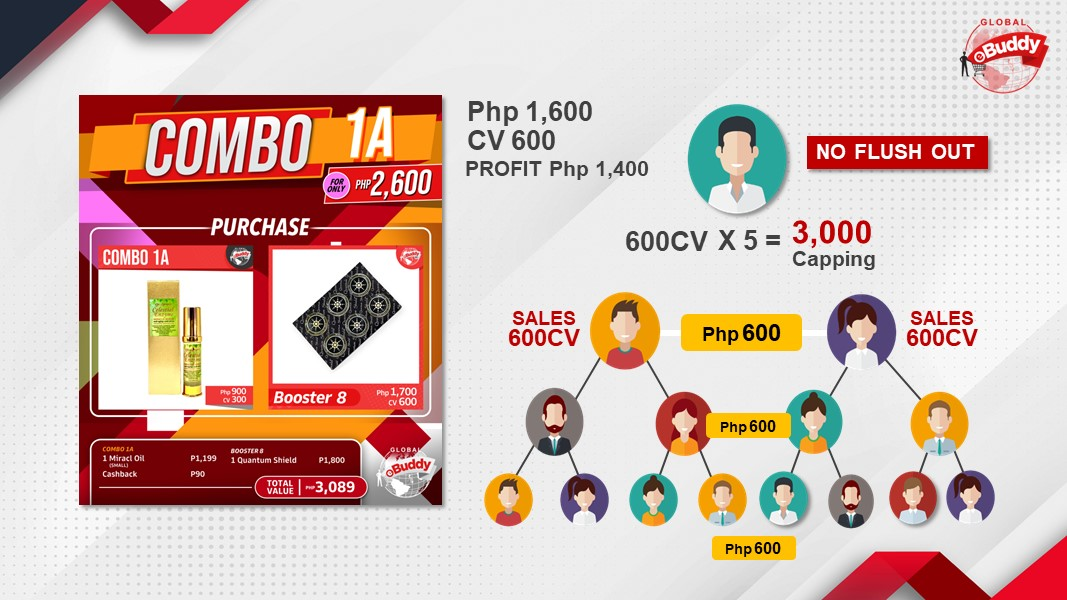 GLOBAL
eBuddy
COMBO 1A
FOR ONLY PHP 2,600
PURCHASE
COMBO 1A
Php 900
CV 300
Booster 8
Php 1,700
CV 600
COMBO 1A
1 Miracl Oil P1,199
(SMALL)
Cashback P90
BOOSTER 8
1 Quantum Shield P1,800
TOTAL VALUE PHP 3,089
GLOBAL
eBuddy
Php 1,600
CV 600
PROFIT Php 1,400
NO FLUSH OUT
600CV X 5 = 3,000
Capping
SALES
600CV
Php 600
SALES
600CV
Php 600
Php 600